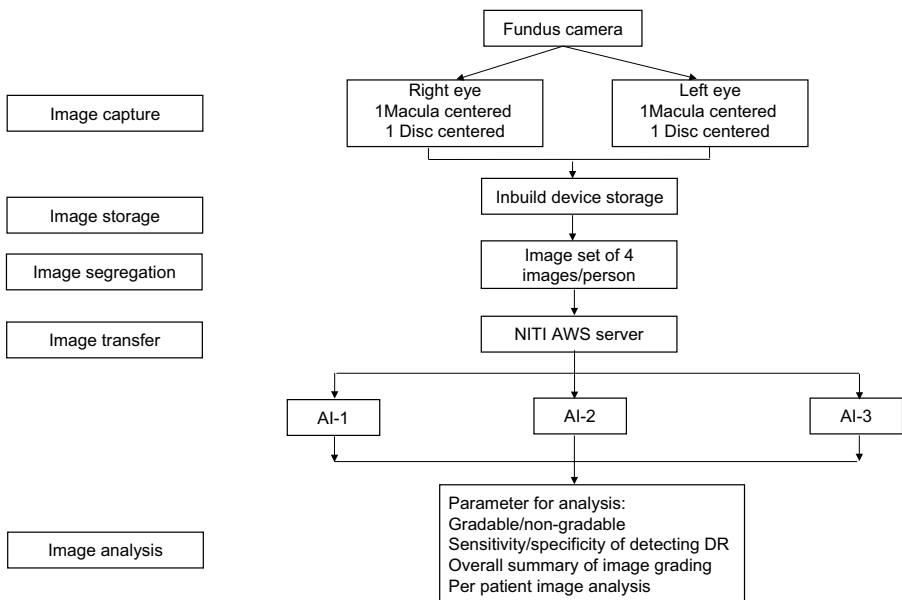 Fundus camera
Image capture
Right eye
1Macula centered
1 Disc centered
Left eye
1Macula centered
1 Disc centered
Image storage
Inbuild device storage
Image segregation
Image set of 4
images/person
Image transfer
NITI AWS server
AI-1
AI-2
AI-3
Image analysis
Parameter for analysis:
Gradable/non-gradable
Sensitivity/specificity of detecting DR
Overall summary of image grading
Per patient image analysis